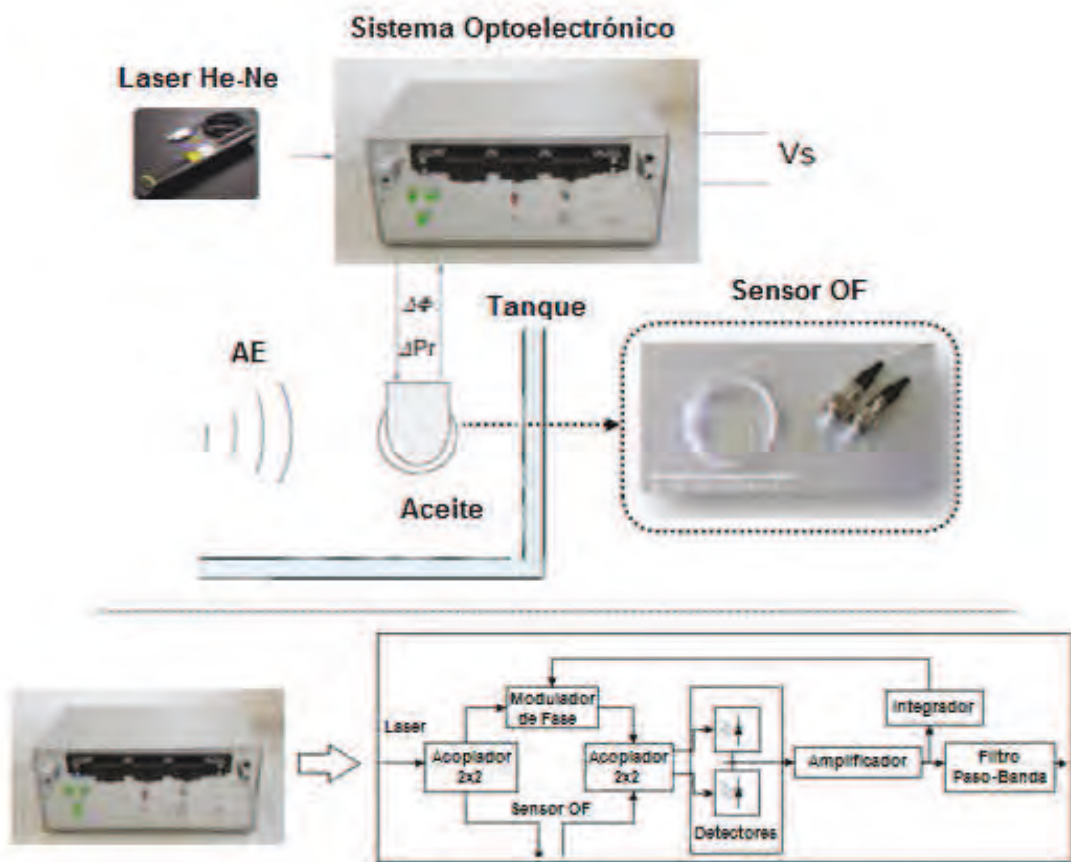 Sistema Optoelectrónico
Laser He-Ne
Vs
ΔΦ
ΔPr
Tanque
Sensor OF
AE
Aceite
Laser
Modulador
de Fase
Integrador
Acoplador
2x2
Acoplador
2x2
Amplificador
Filtro
Paso-Banda
Sensor OF
Detectores